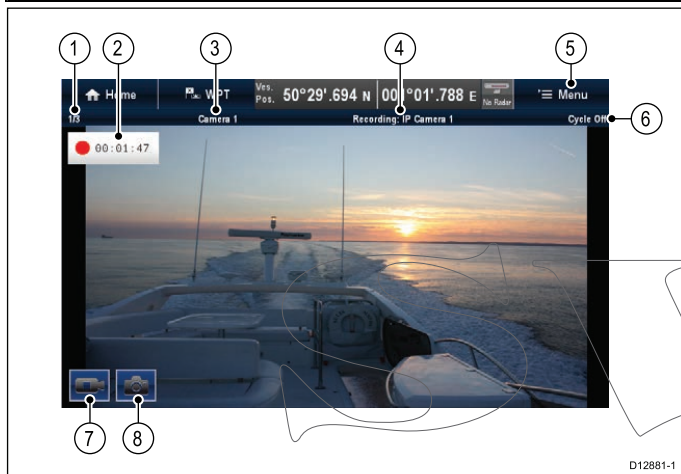 1 2 3 4 5
Home WPT Ves. Pos. 50°29'.694 N 001°01'.788 E No Radar Menu
1/3 Camera 1 Recording: IP Camera 1 Cycle Off
6
00:01:47
7 8
D12881-1